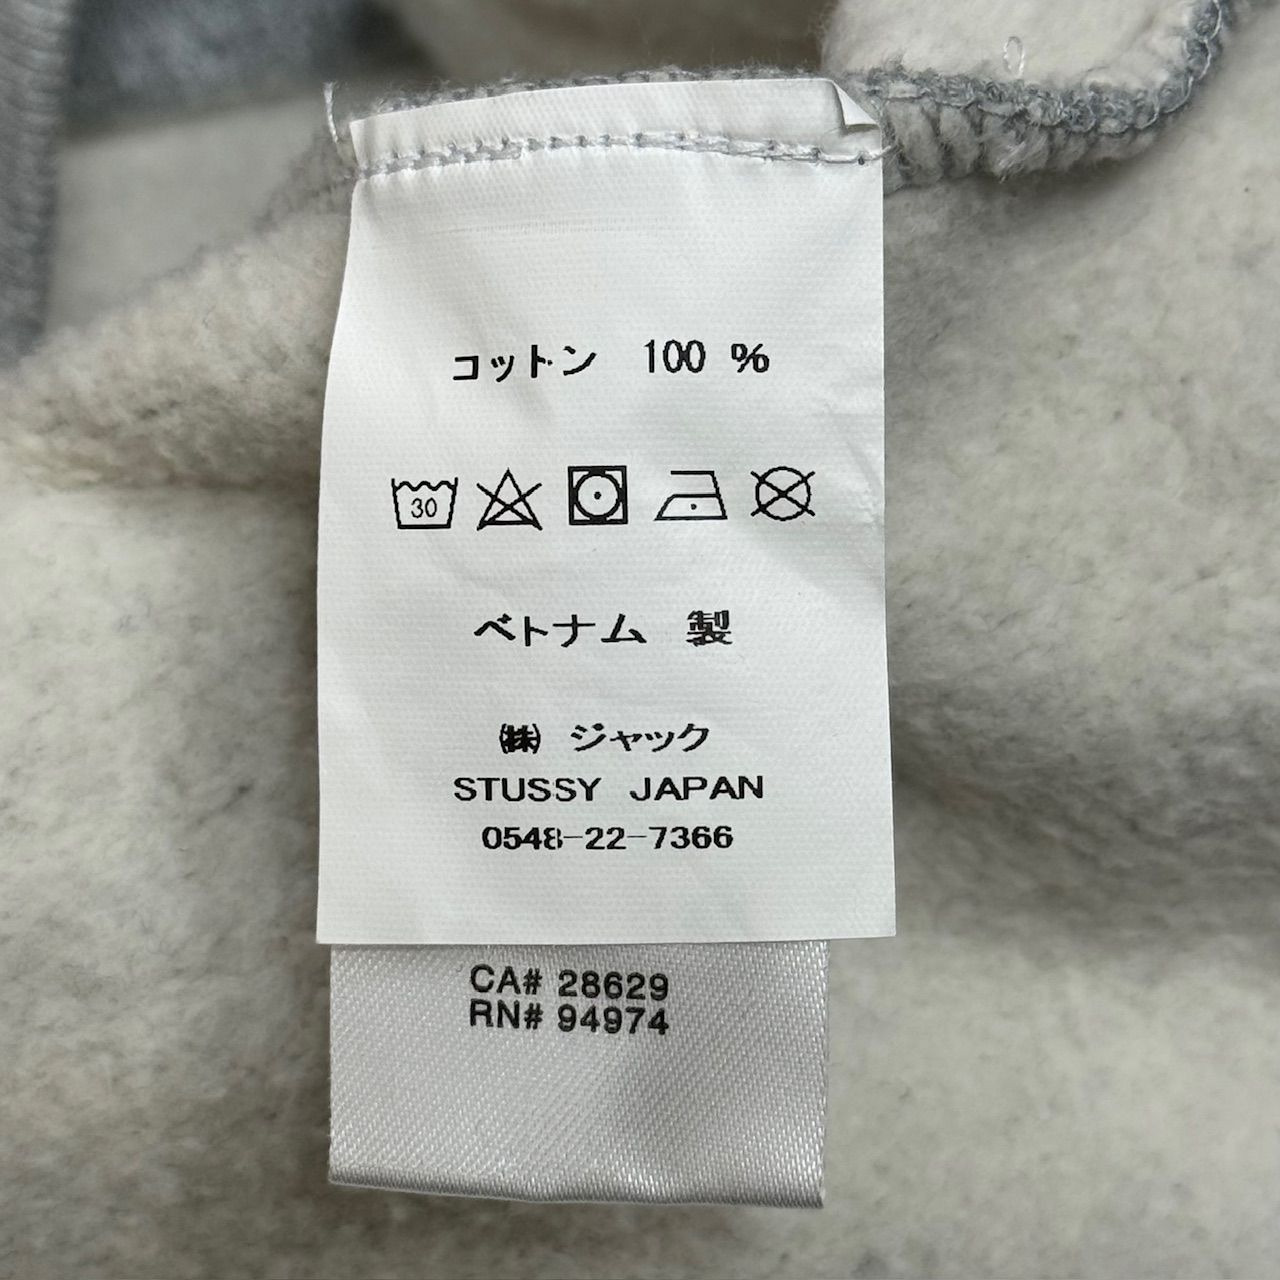 コットン 100 %
30
ベトナム 製
㈱ ジャック
STUSSY JAPAN
0548-22-7366
CA# 28629
RN# 94974